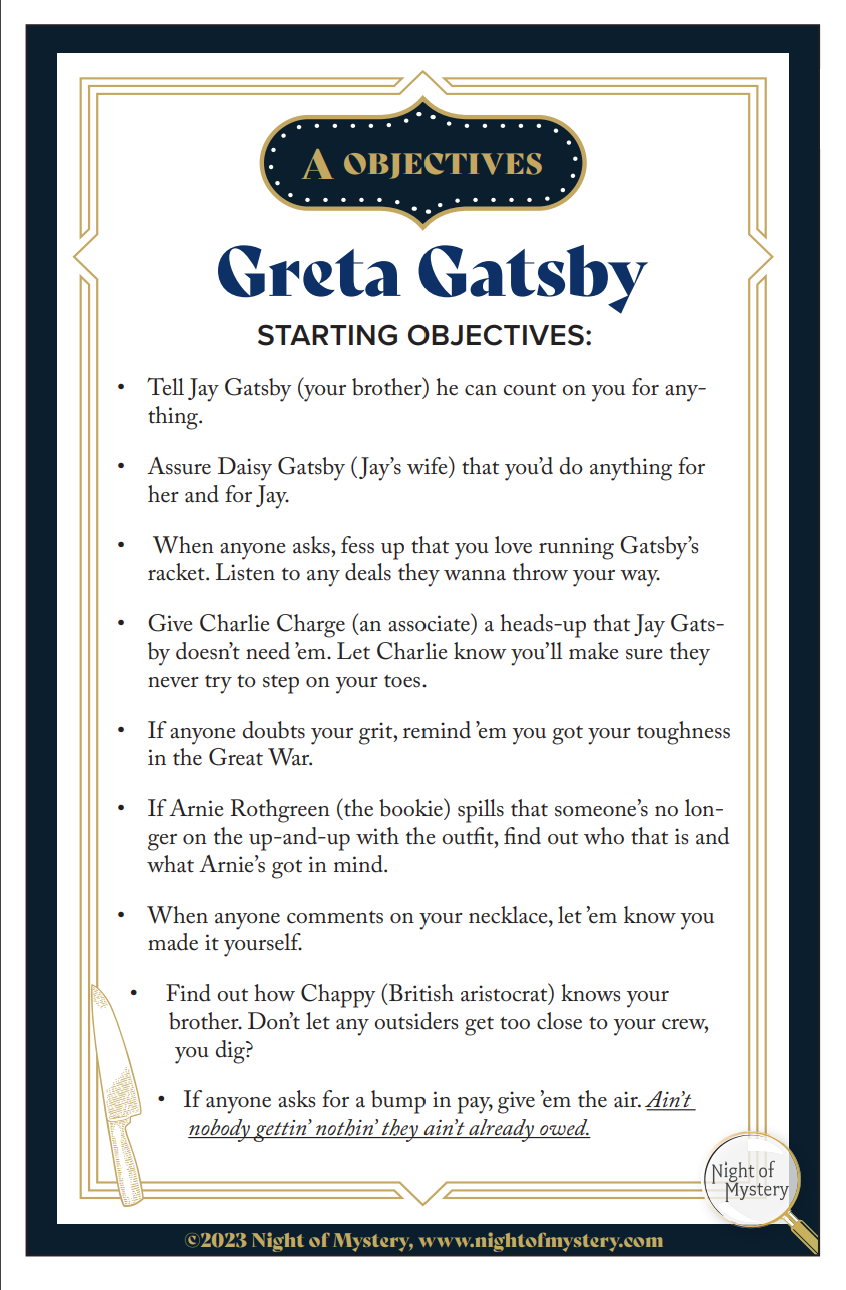 A OBJECTIVES
Greta Gatsby
STARTING OBJECTIVES:
• Tell Jay Gatsby (your brother) he can count on you for any-
thing.
• Assure Daisy Gatsby (Jay’s wife) that you’d do anything for
her and for Jay.
• When anyone asks, fess up that you love running Gatsby’s
racket. Listen to any deals they wanna throw your way.
• Give Charlie Charge (an associate) a heads-up that Jay Gats-
by doesn’t need ’em. Let Charlie know you’ll make sure they
never try to step on your toes.
• If anyone doubts your grit, remind ’em you got your toughness
in the Great War.
• If Arnie Rothgreen (the bookie) spills that someone’s no lon-
ger on the up-and-up with the outfit, find out who that is and
what Arnie’s got in mind.
• When anyone comments on your necklace, let ’em know you
made it yourself.
• Find out how Chappy (British aristocrat) knows your
brother. Don’t let any outsiders get too close to your crew,
you dig?
• If anyone asks for a bump in pay, give ’em the air. Ain’t
nobody gettin’ nothin’ they ain’t already owed.
Night of
Mystery
©2023 Night of Mystery, www.nightofmystery.com